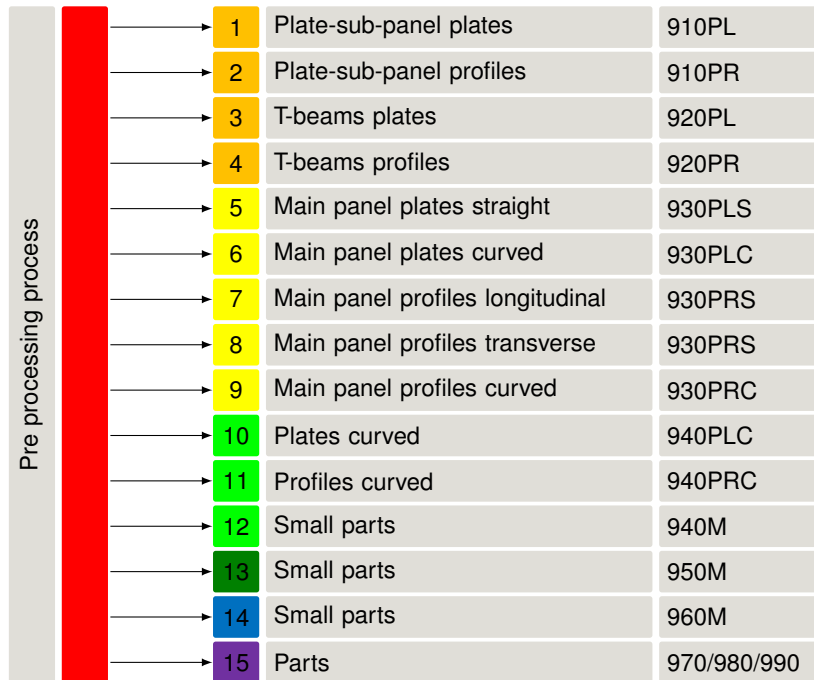 Pre processing process
1 Plate-sub-panel plates 910PL
2 Plate-sub-panel profiles 910PR
3 T-beams plates 920PL
4 T-beams profiles 920PR
5 Main panel plates straight 930PLS
6 Main panel plates curved 930PLC
7 Main panel profiles longitudinal 930PRS
8 Main panel profiles transverse 930PRS
9 Main panel profiles curved 930PRC
10 Plates curved 940PLC
11 Profiles curved 940PRC
12 Small parts 940M
13 Small parts 950M
14 Small parts 960M
15 Parts 970/980/990